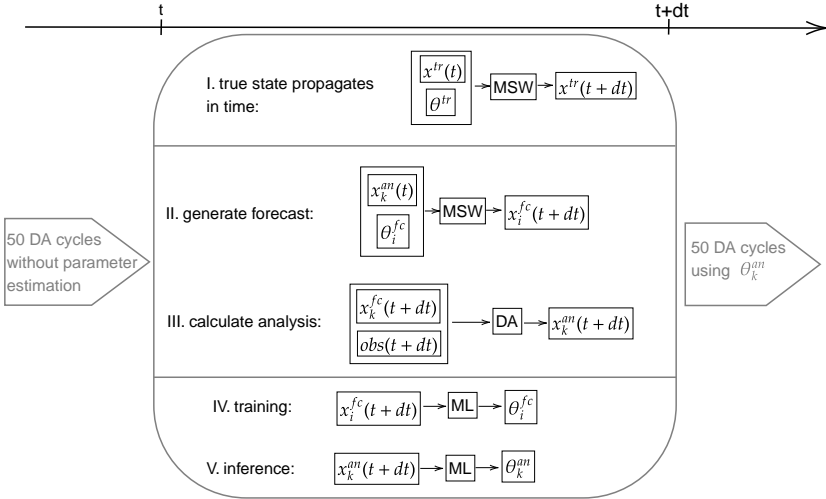 t
t+dt
I. true state propagates
in time:
x^{tr}(t)
θ^{tr}
MSW
x^{tr}(t + dt)
50 DA cycles
without parameter
estimation
II. generate forecast:
x_k^{an}(t)
θ_i^{fc}
MSW
x_i^{fc}(t + dt)
III. calculate analysis:
x_k^{fc}(t + dt)
obs(t + dt)
DA
x_k^{an}(t + dt)
50 DA cycles
using θ_k^{an}
IV. training:
x_i^{fc}(t + dt)
ML
θ_i^{fc}
V. inference:
x_k^{an}(t + dt)
ML
θ_k^{an}